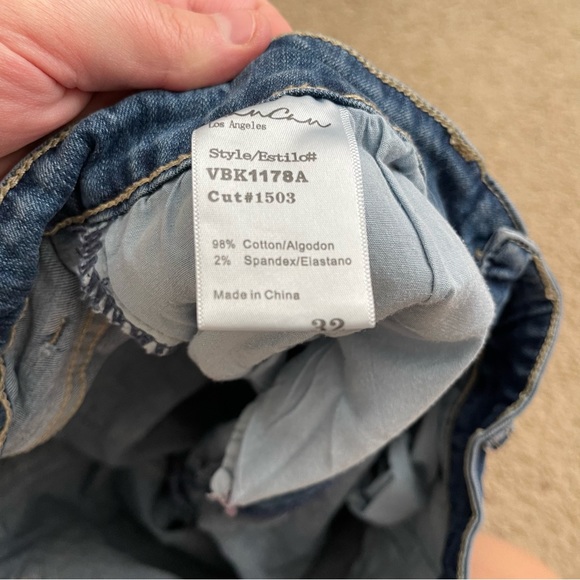 Los Angeles
Style/Estilo#
VBK1178A
Cut#1503
98% Cotton/Algodon
2% Spandex/Elastano
Made in China
32